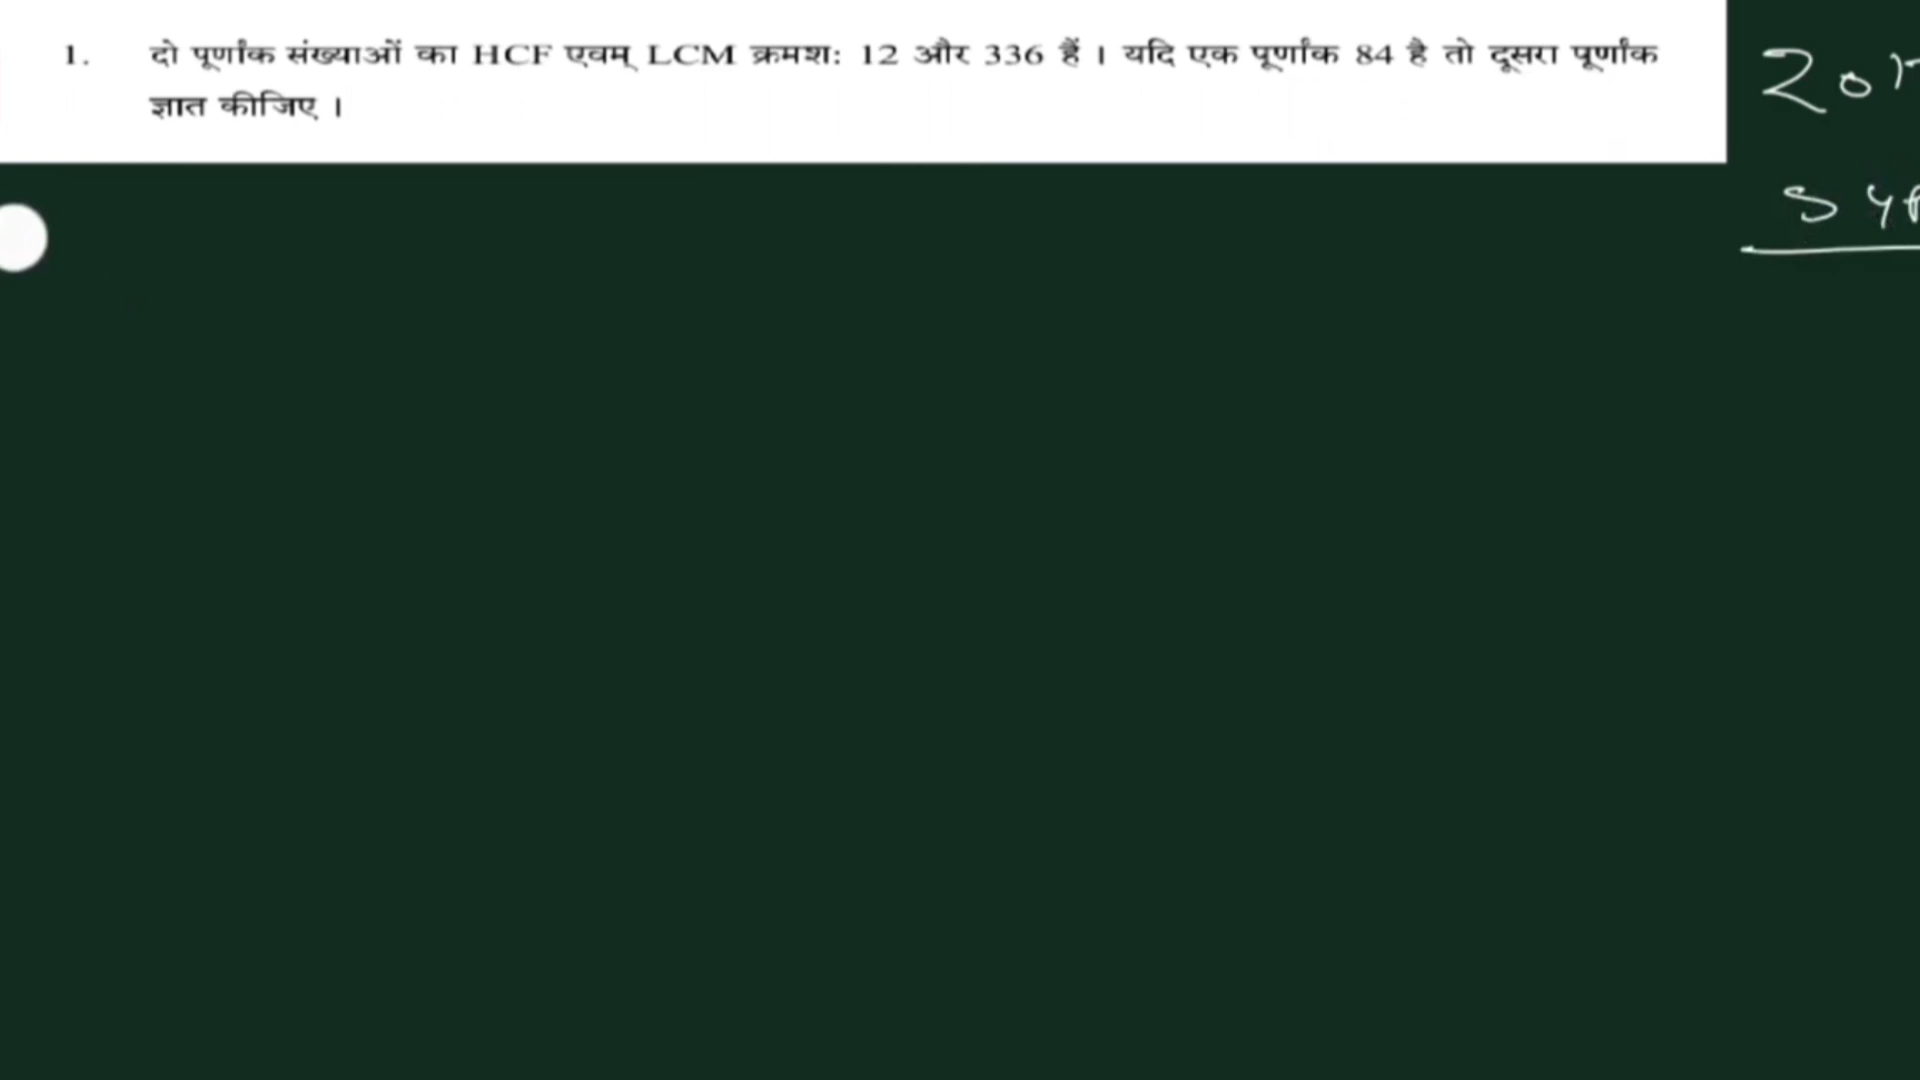 1. दो पूर्णांक संख्याओं का HCF एवम् LCM क्रमश: 12 और 336 हैं । यदि एक पूर्णांक 84 है तो दूसरा पूर्णांक
ज्ञात कीजिए ।